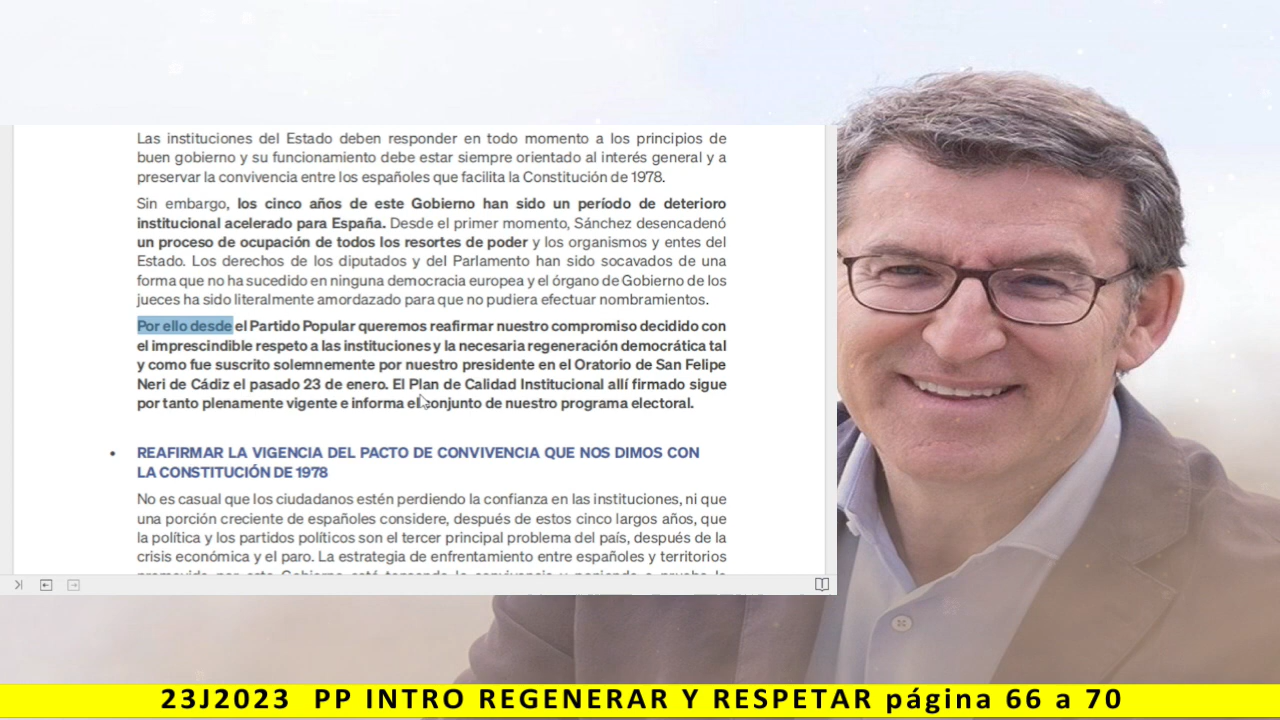 Las instituciones del Estado deben responder en todo momento a los principios de
buen gobierno y su funcionamiento debe estar siempre orientado al interés general y a
preservar la convivencia entre los españoles que facilita la Constitución de 1978.
Sin embargo, los cinco años de este Gobierno han sido un período de deterioro
institucional acelerado para España. Desde el primer momento, Sánchez desencadenó
un proceso de ocupación de todos los resortes de poder y los organismos y entes del
Estado. Los derechos de los diputados y del Parlamento han sido socavados de una
forma que no ha sucedido en ninguna democracia europea y el órgano de Gobierno de los
jueces ha sido literalmente amordazado para que no pudiera efectuar nombramientos.
Por ello desde el Partido Popular queremos reafirmar nuestro compromiso decidido con
el imprescindible respeto a las instituciones y la necesaria regeneración democrática tal
y como fue suscrito solemnemente por nuestro presidente en el Oratorio de San Felipe
Neri de Cádiz el pasado 23 de enero. El Plan de Calidad Institucional allí firmado sigue
por tanto plenamente vigente e informa el conjunto de nuestro programa electoral.
• REAFIRMAR LA VIGENCIA DEL PACTO DE CONVIVENCIA QUE NOS DIMOS CON
LA CONSTITUCIÓN DE 1978
No es casual que los ciudadanos estén perdiendo la confianza en las instituciones, ni que
una porción creciente de españoles considere, después de estos cinco largos años, que
la política y los partidos políticos son el tercer principal problema del país, después de la
crisis económica y el paro. La estrategia de enfrentamiento entre españoles y territorios
23J2023 PP INTRO REGENERAR Y RESPETAR página 66 a 70